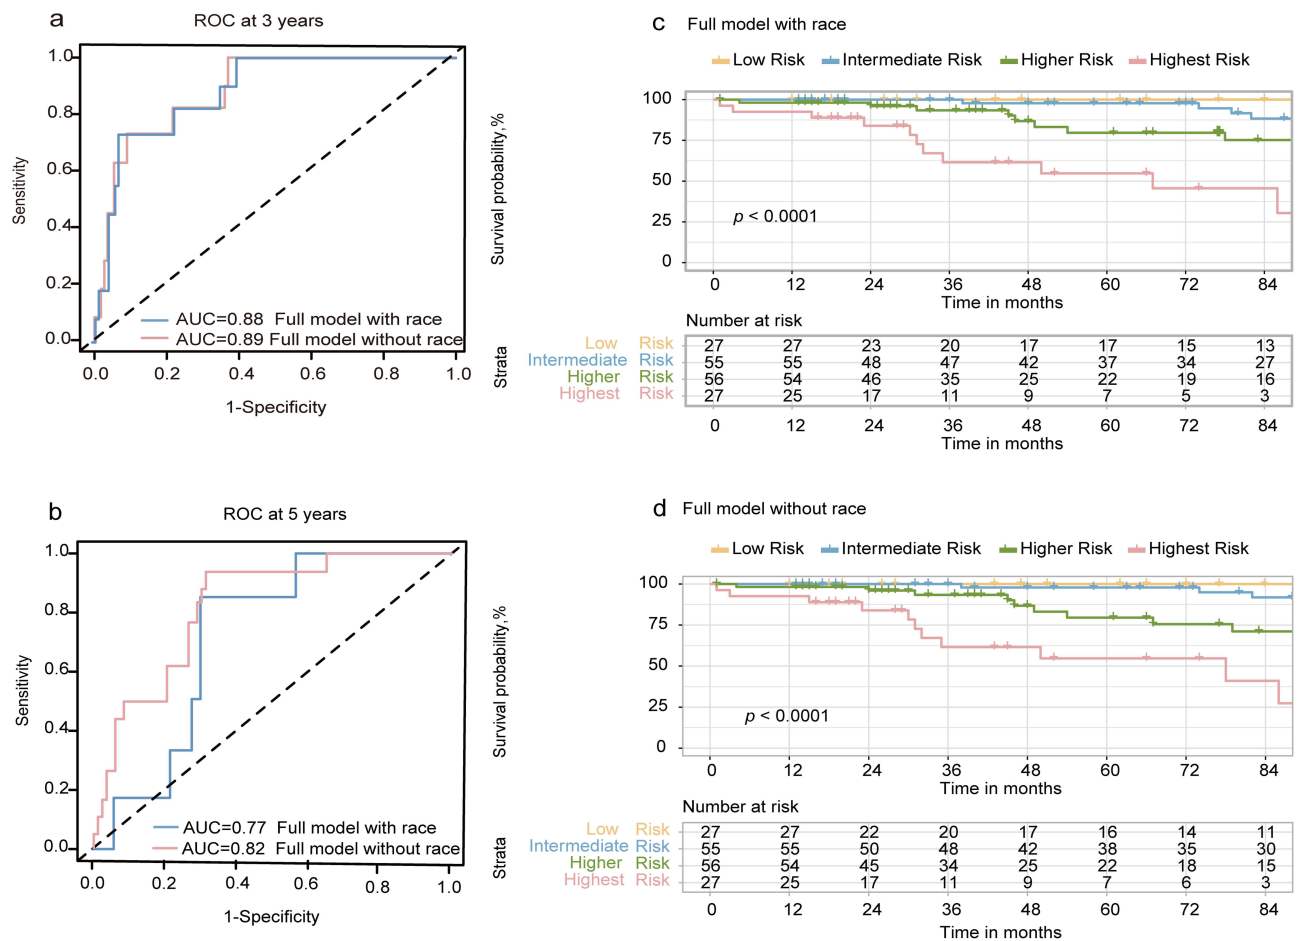 a
ROC at 3 years
1.0
0.8
0.6
0.4
0.2
0.0
Sensitivity
AUC=0.88 Full model with race
AUC=0.89 Full model without race
0.0 0.2 0.4 0.6 0.8 1.0
1-Specificity
c Full model with race
Low Risk Intermediate Risk Higher Risk Highest Risk
100
75
50
25
0
Survival probability,%
p < 0.0001
0 12 24 36 48 60 72 84
Time in months
Number at risk
Strata
Low Risk 27 27 23 20 17 17 15 13
Intermediate Risk 55 55 48 47 42 37 34 27
Higher Risk 56 54 46 35 25 22 19 16
Highest Risk 27 25 17 11 9 7 5 3
0 12 24 36 48 60 72 84
Time in months
b
ROC at 5 years
1.0
0.8
0.6
0.4
0.2
0.0
Sensitivity
AUC=0.77 Full model with race
AUC=0.82 Full model without race
0.0 0.2 0.4 0.6 0.8 1.0
1-Specificity
d Full model without race
Low Risk Intermediate Risk Higher Risk Highest Risk
100
75
50
25
0
Survival probability,%
p < 0.0001
0 12 24 36 48 60 72 84
Time in months
Number at risk
Strata
Low Risk 27 27 22 20 17 16 14 11
Intermediate Risk 55 55 50 48 42 38 35 30
Higher Risk 56 54 45 34 25 22 18 15
Highest Risk 27 25 17 11 9 7 6 3
0 12 24 36 48 60 72 84
Time in months